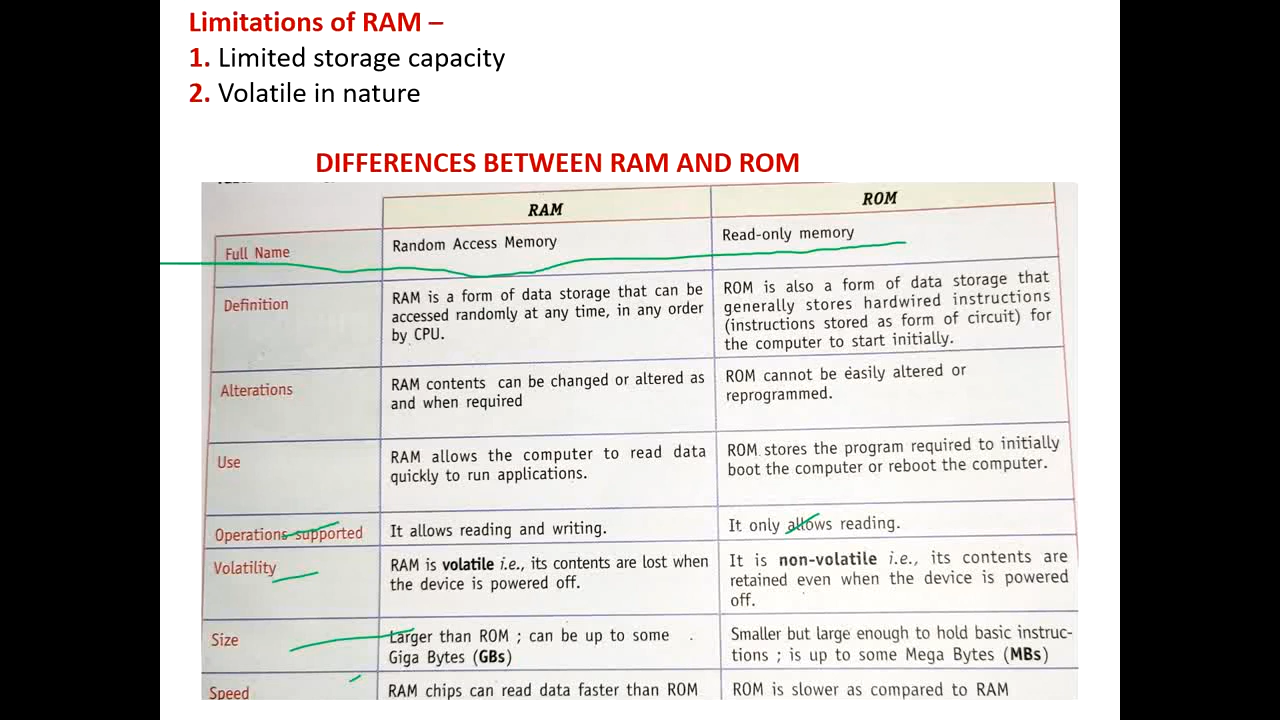 Limitations of RAM –
1. Limited storage capacity
2. Volatile in nature
DIFFERENCES BETWEEN RAM AND ROM
RAM
ROM
Full Name
Random Access Memory
Read-only memory
Definition
RAM is a form of data storage that can be
accessed randomly at any time, in any order
by CPU.
ROM is also a form of data storage that
generally stores hardwired instructions
(instructions stored as form of circuit) for
the computer to start initially.
Alterations
RAM contents can be changed or altered as
and when required
ROM cannot be easily altered or
reprogrammed.
Use
RAM allows the computer to read data
quickly to run applications.
ROM stores the program required to initially
boot the computer or reboot the computer.
Operations supported
It allows reading and writing.
It only allows reading.
Volatility
RAM is volatile i.e., its contents are lost when
the device is powered off.
It is non-volatile i.e., its contents are
retained even when the device is powered
off.
Size
Larger than ROM ; can be up to some
Giga Bytes (GBs)
Smaller but large enough to hold basic instruc-
tions ; is up to some Mega Bytes (MBs)
Speed
RAM chips can read data faster than ROM
ROM is slower as compared to RAM